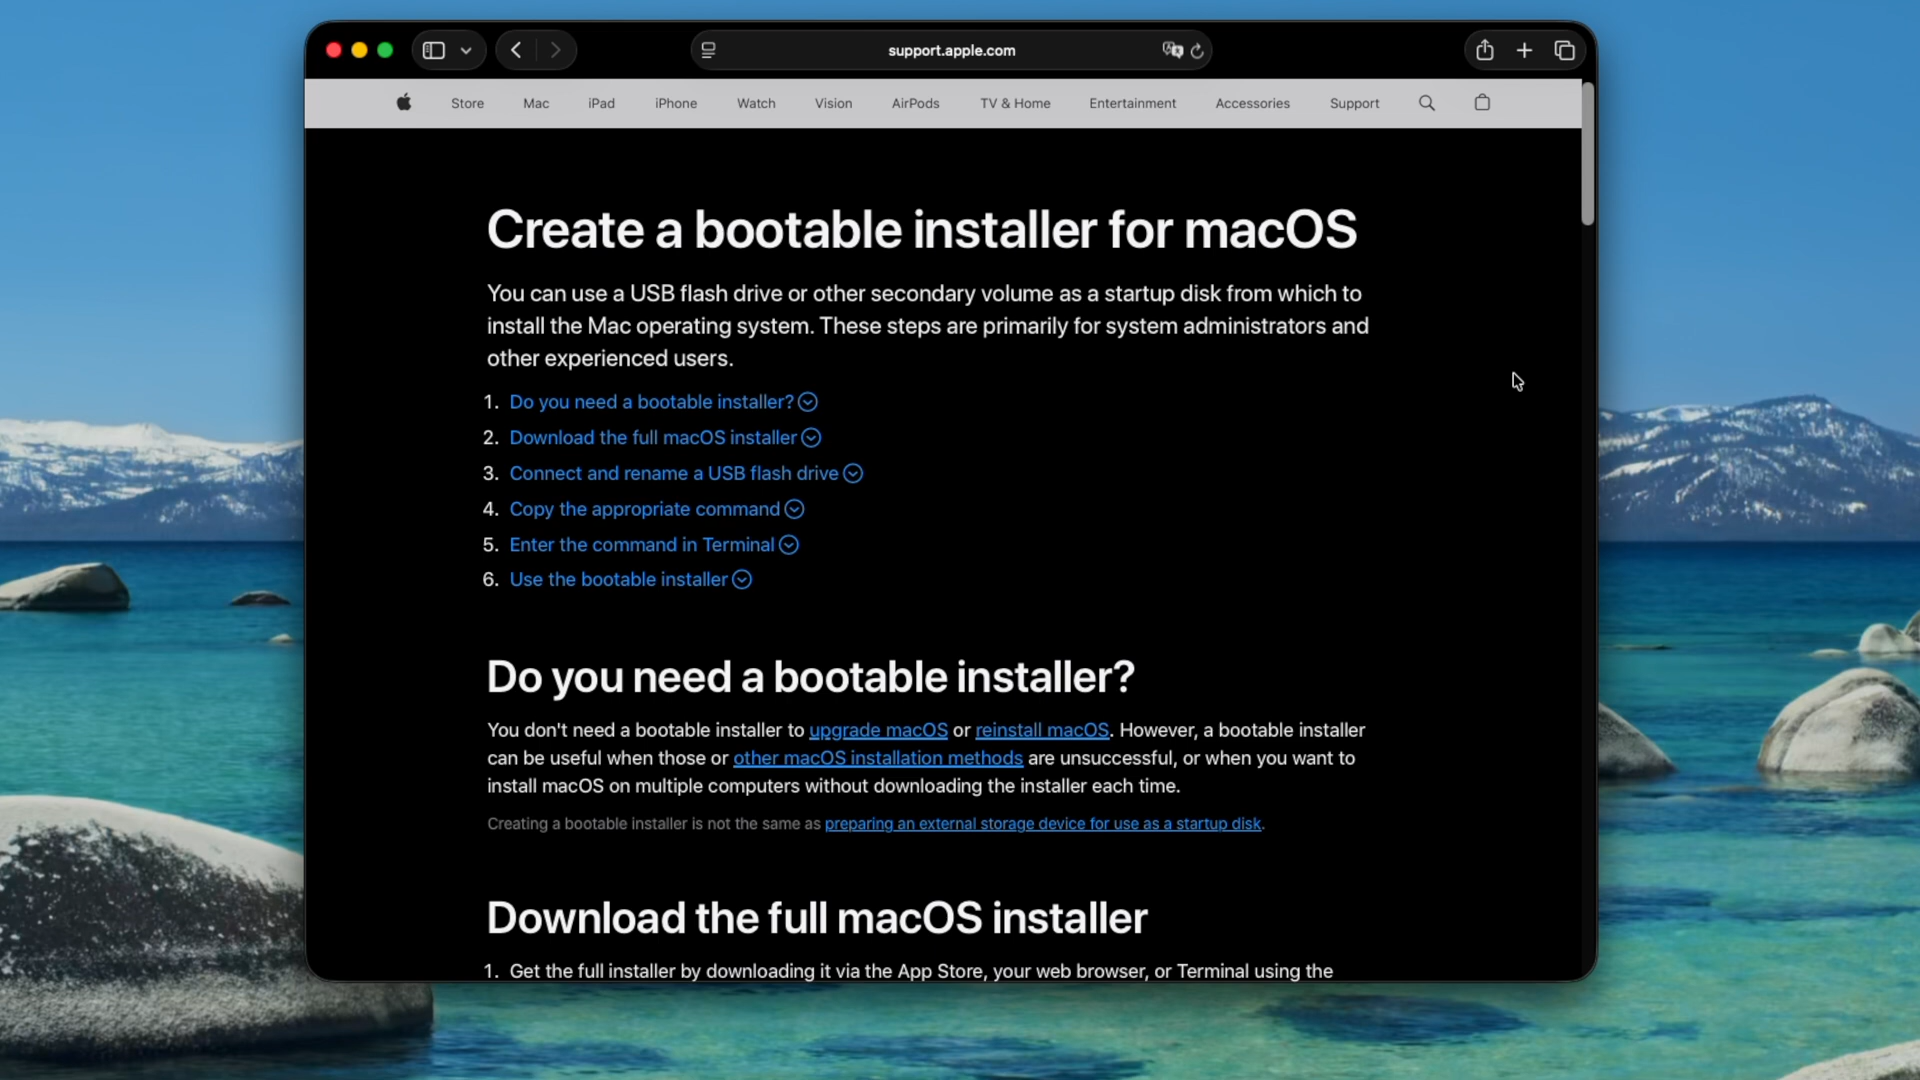 support.apple.com
Store Mac iPad iPhone Watch Vision AirPods TV & Home Entertainment Accessories Support
Create a bootable installer for macOS
You can use a USB flash drive or other secondary volume as a startup disk from which to
install the Mac operating system. These steps are primarily for system administrators and
other experienced users.
1. Do you need a bootable installer?
2. Download the full macOS installer
3. Connect and rename a USB flash drive
4. Copy the appropriate command
5. Enter the command in Terminal
6. Use the bootable installer
Do you need a bootable installer?
You don't need a bootable installer to upgrade macOS or reinstall macOS. However, a bootable installer
can be useful when those or other macOS installation methods are unsuccessful, or when you want to
install macOS on multiple computers without downloading the installer each time.
Creating a bootable installer is not the same as preparing an external storage device for use as a startup disk.
Download the full macOS installer
1. Get the full installer by downloading it via the App Store, your web browser, or Terminal using the